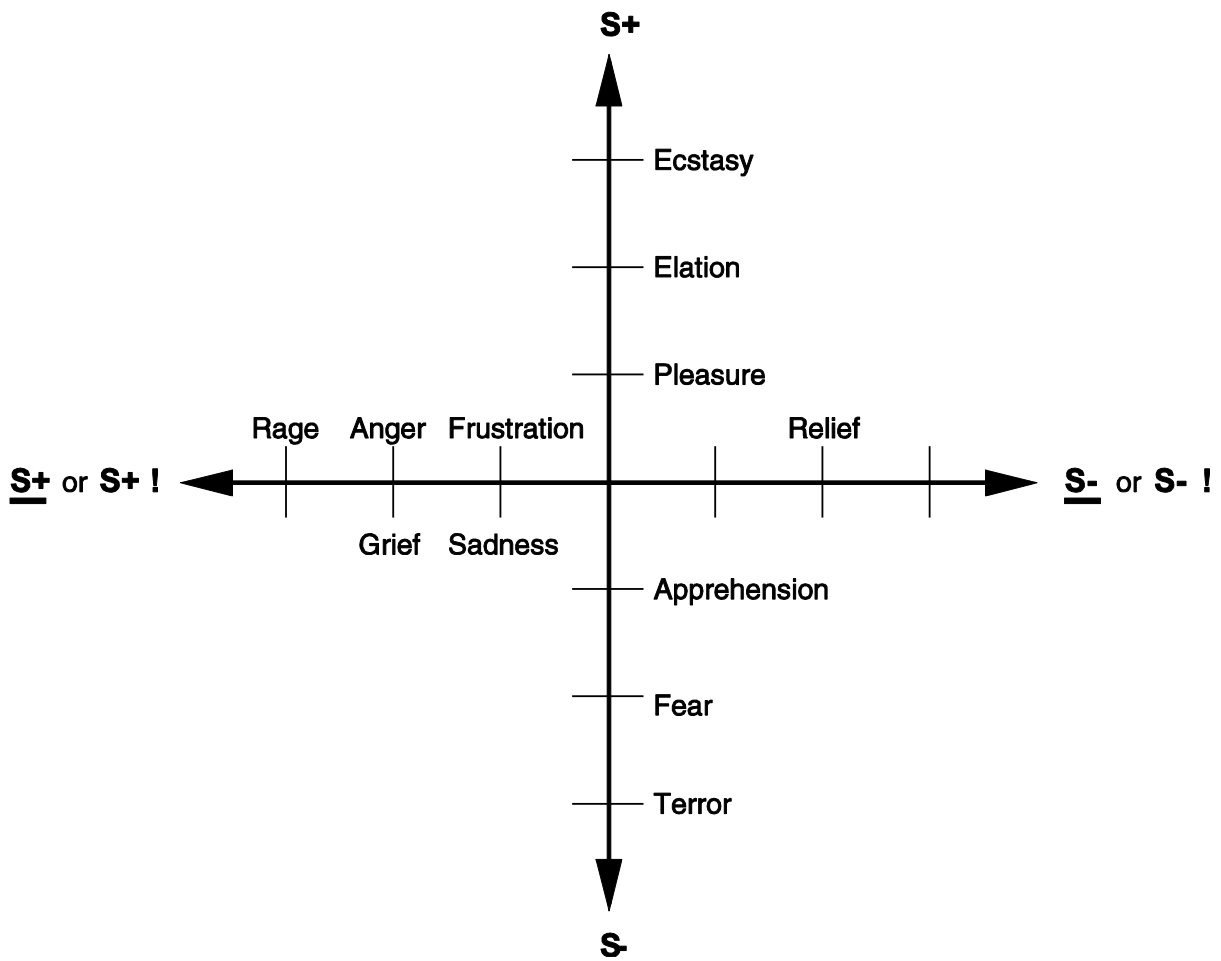 S+
Ecstasy
Elation
Pleasure
Rage Anger Frustration Relief
S+ or S+ ! S- or S- !
Grief Sadness
Apprehension
Fear
Terror
S-